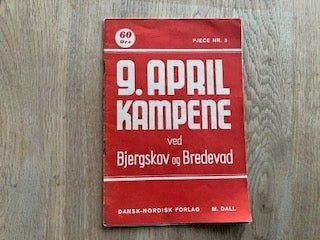 60
Øre
PJECE NR. 3
9. APRIL
KAMPENE
ved
Bjergskov og Bredevad
DANSK-NORDISK FORLAG M. DALL